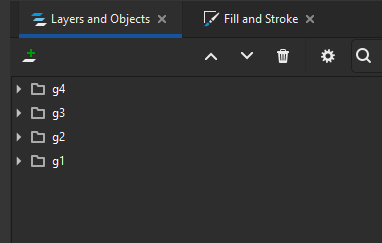 Layers and Objects
Fill and Stroke
g4
g3
g2
g1